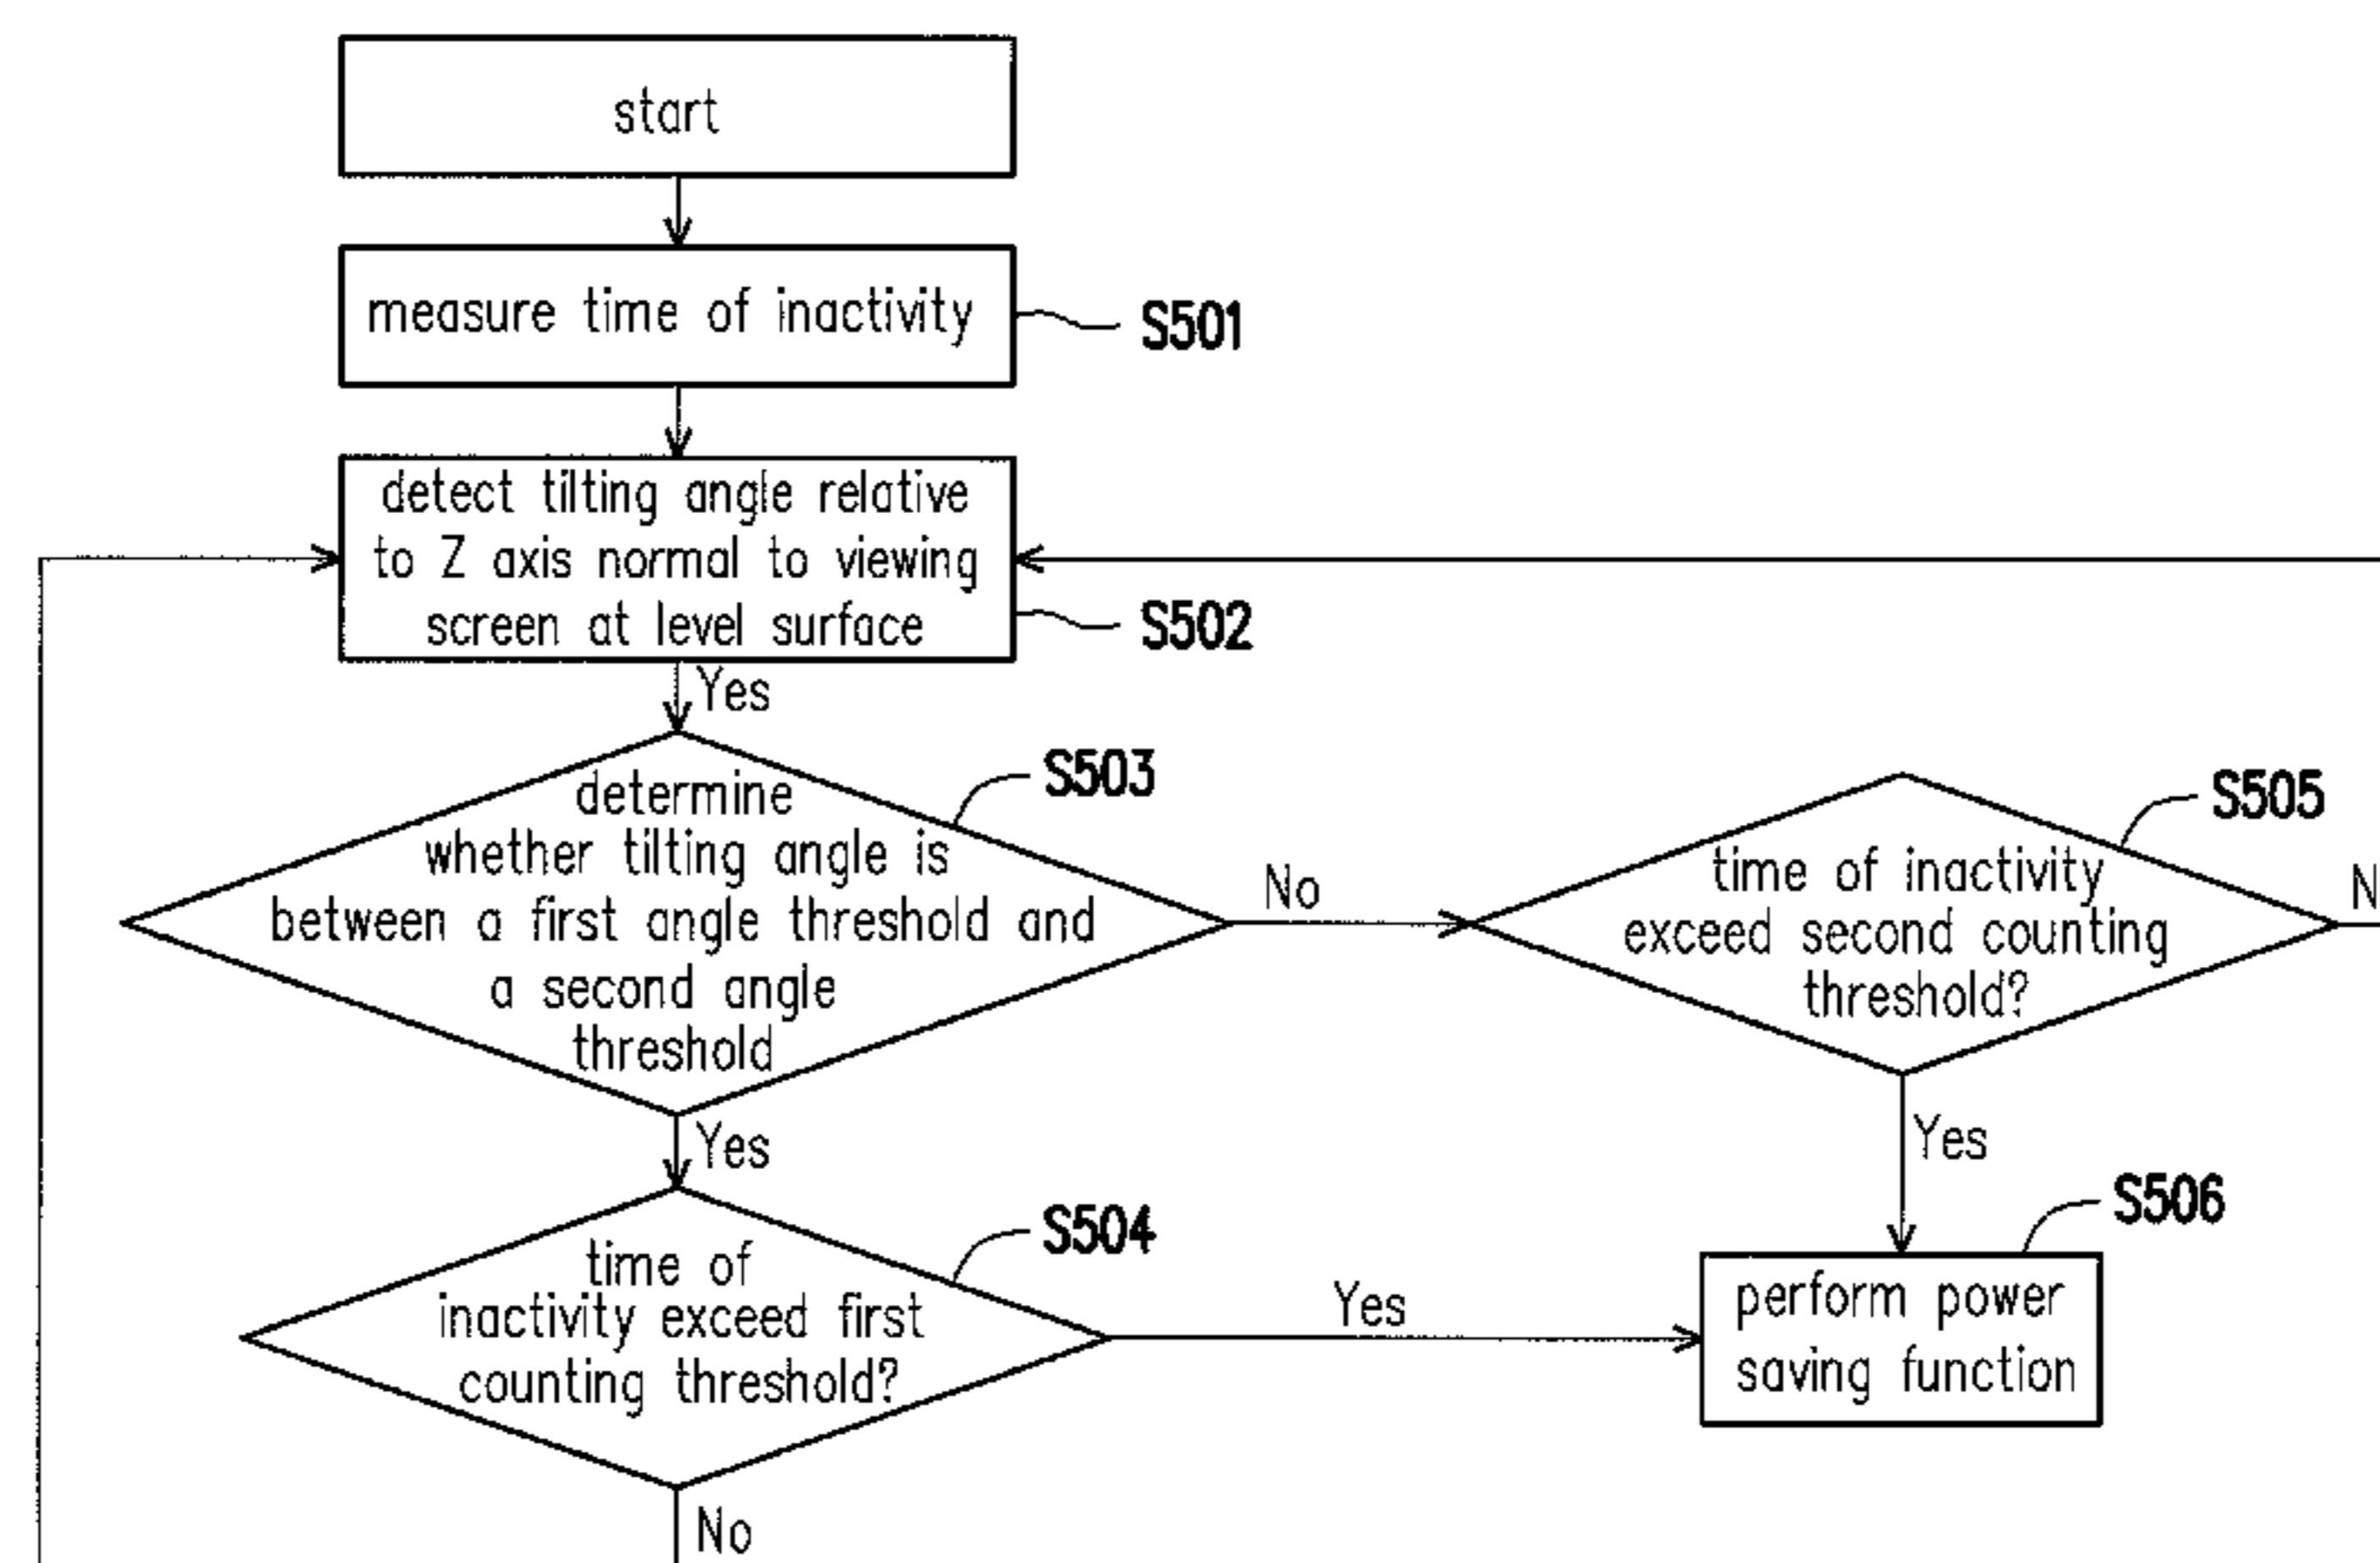 start
measure time of inactivity
S501
detect tilting angle relative
to Z axis normal to viewing
screen at level surface
S502
Yes
determine
whether tilting angle is
between a first angle threshold and
a second angle
threshold
S503
No
time of inactivity
exceed second counting
threshold?
S505
N
Yes
Yes
time of
inactivity exceed first
counting threshold?
S504
Yes
perform power
saving function
S506
No